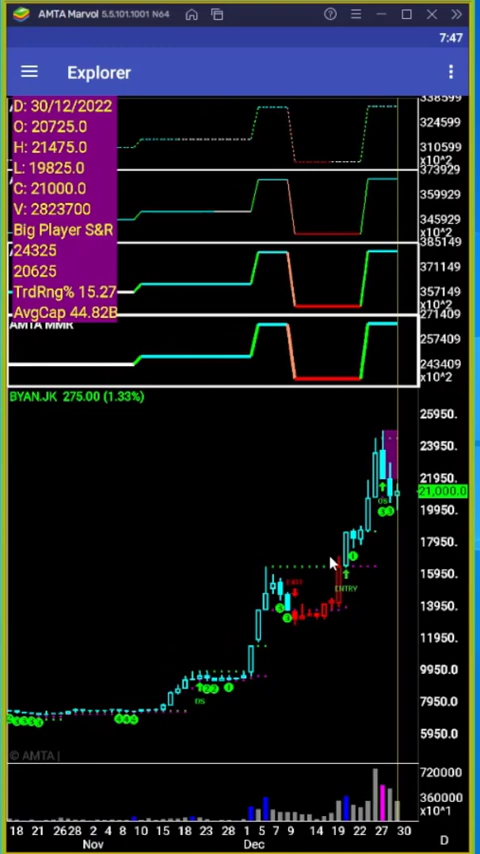 AMTA Marvol 5.5.101.1001 N64
7:47
Explorer
D: 30/12/2022
O: 20725.0
H: 21475.0
L: 19825.0
C: 21000.0
V: 2823700
Big Player S&R
24325
20625
TrdRng% 15.27
AvgCap 44.82B
AMTA MMR
338599
324599
310599
x10^2
373929
359929
345929
x10^2
385149
371149
357149
x10^2
271409
257409
243409
x10^2
BYAN.JK 275.00 (1.33%)
25950.
23950.
21950.
21,000.0
19950.
17950.
15950.
13950.
11950.
9950.0
7950.0
5950.0
DS
ENTRY
DS
© AMTA |
720000
360000
x10^1
18 21 26 28 2 4 8 10 15 18 23 28 1 5 7 9 14 16 19 22 27 30
Nov Dec
D